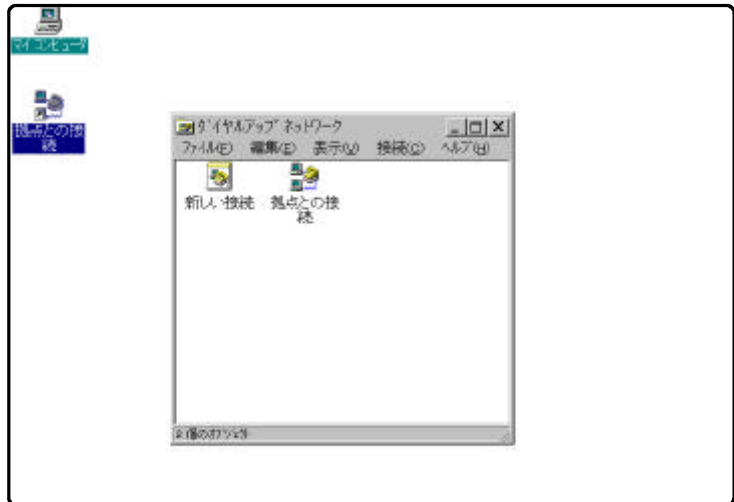 マイ コンピュータ
拠点との接
続
ダイヤルアップ ネットワーク
ファイル(F) 編集(E) 表示(V) 接続(C) ヘルプ(H)
新しい接続 拠点との接
続
2 個のオブジェクト